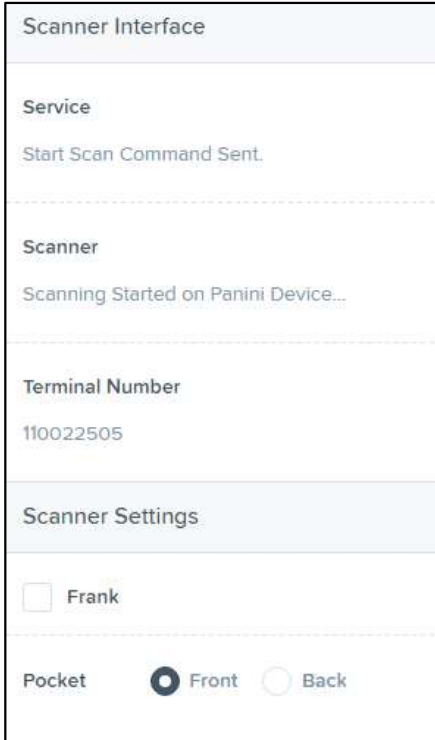 Scanner Interface
Service
Start Scan Command Sent.
Scanner
Scanning Started on Panini Device...
Terminal Number
110022505
Scanner Settings
Frank
Pocket Front Back